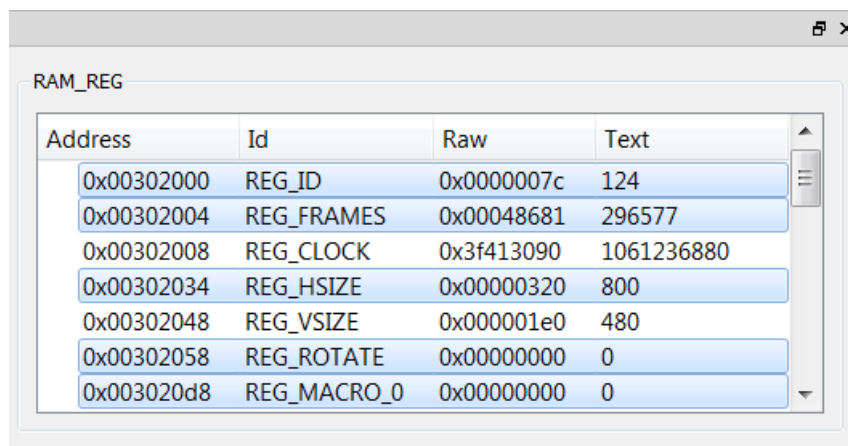 RAM_REG
Address Id Raw Text
0x00302000 REG_ID 0x0000007c 124
0x00302004 REG_FRAMES 0x00048681 296577
0x00302008 REG_CLOCK 0x3f413090 1061236880
0x00302034 REG_HSIZE 0x00000320 800
0x00302048 REG_VSIZE 0x000001e0 480
0x00302058 REG_ROTATE 0x00000000 0
0x003020d8 REG_MACRO_0 0x00000000 0